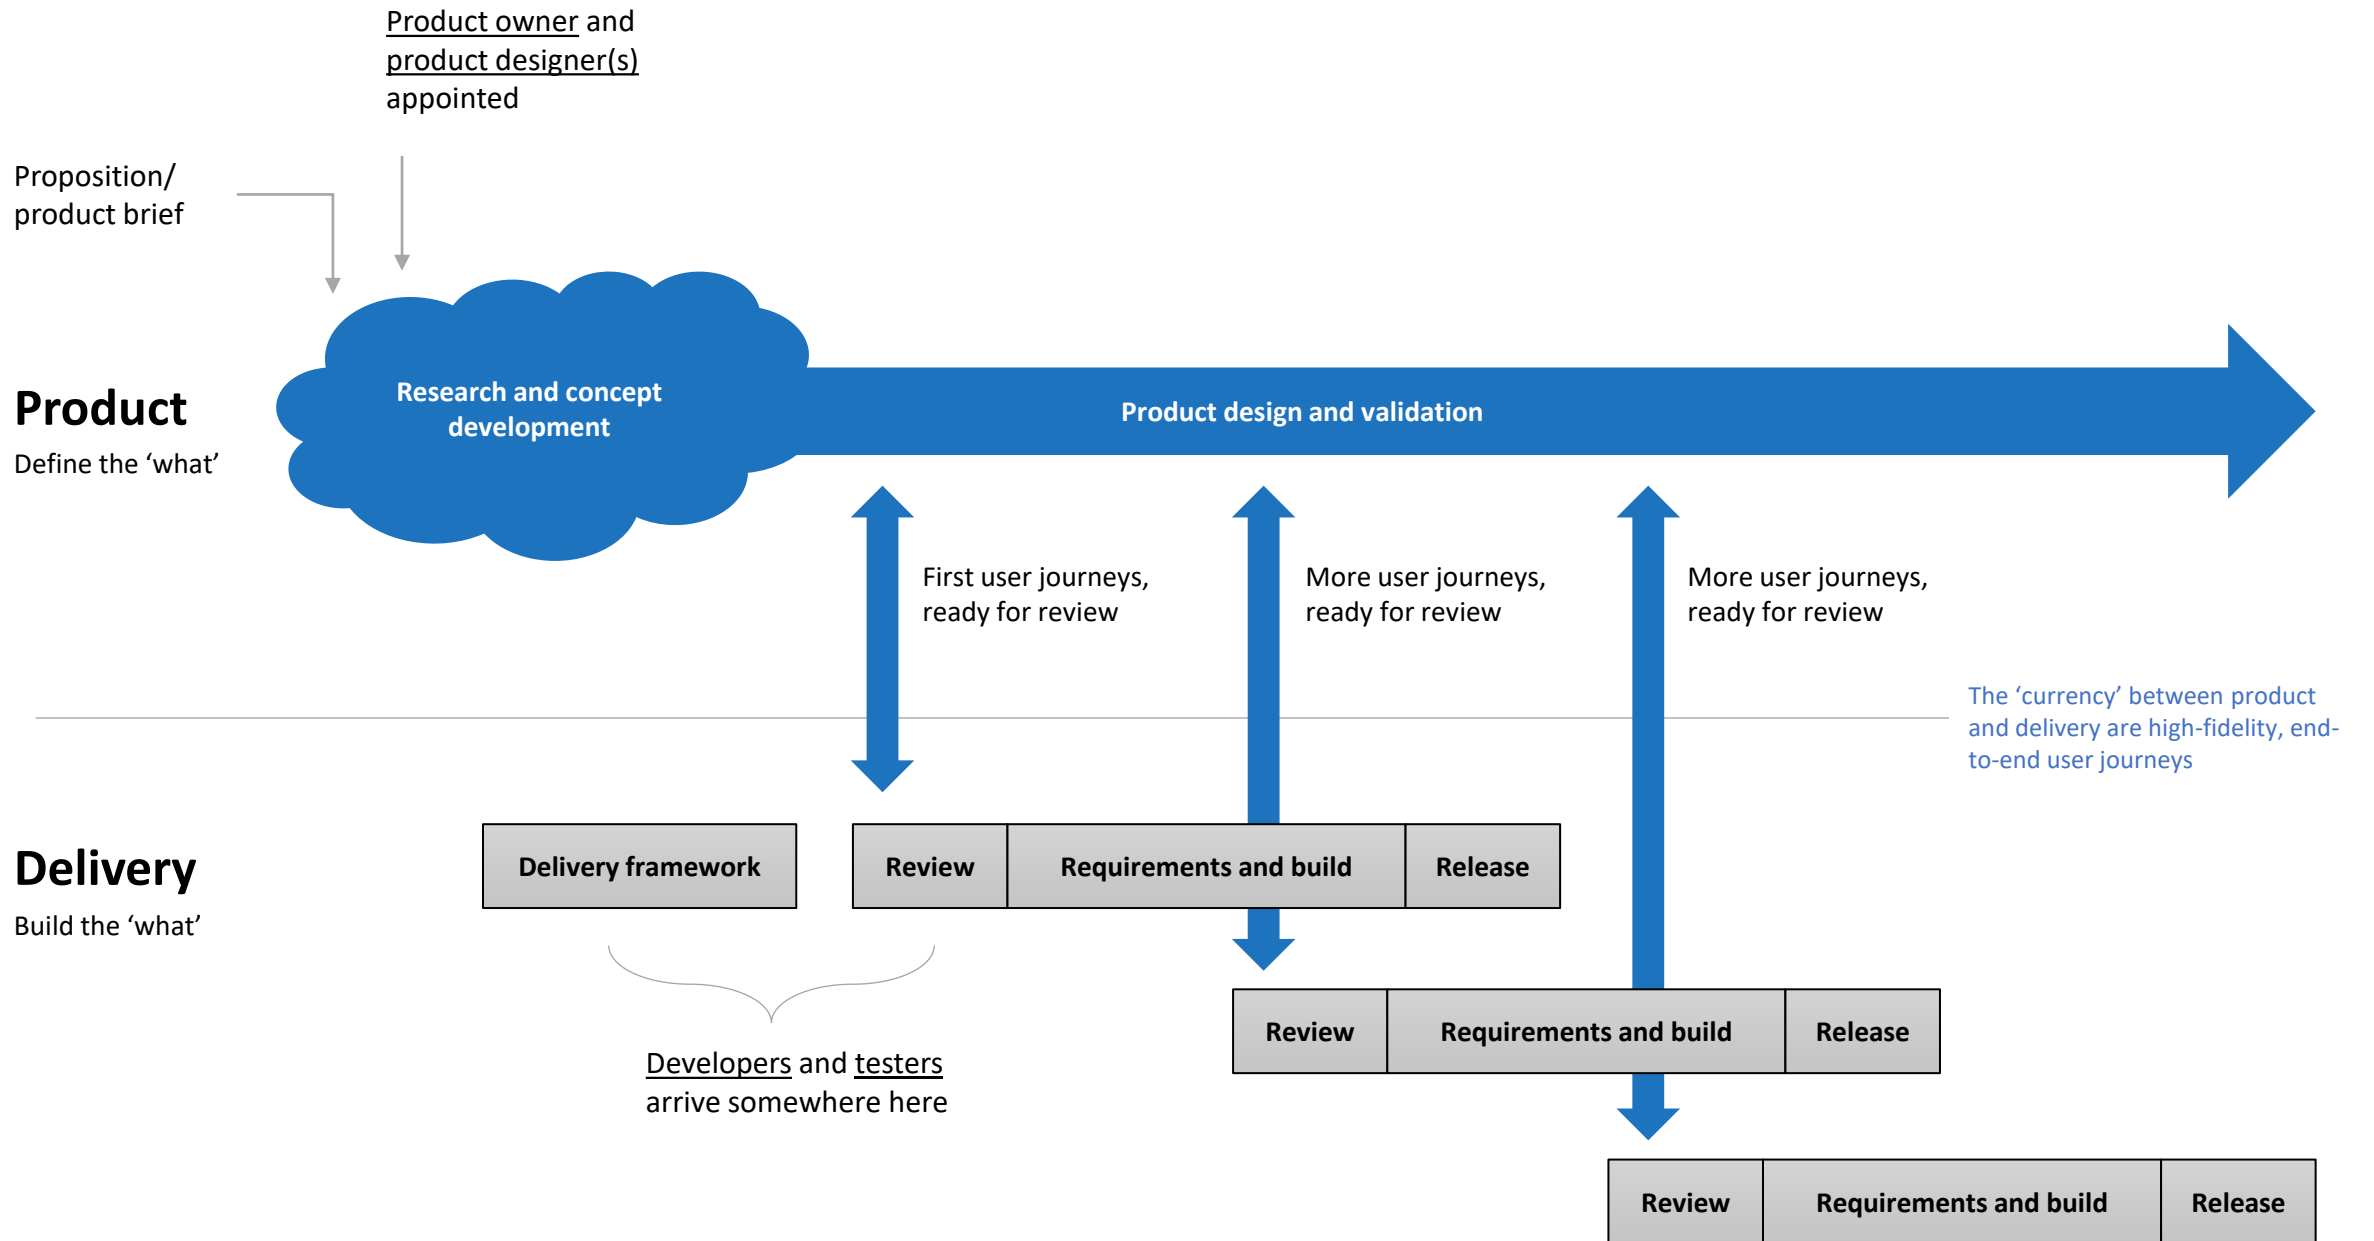 Product owner and
product designer(s)
appointed
Proposition/
product brief
Research and concept
development
Product design and validation
Product
Define the ‘what’
First user journeys,
ready for review
More user journeys,
ready for review
More user journeys,
ready for review
The ‘currency’ between product
and delivery are high-fidelity, end-
to-end user journeys
Delivery
Build the ‘what’
Delivery framework
Review
Requirements and build
Release
Developers and testers
arrive somewhere here
Review
Requirements and build
Release
Review
Requirements and build
Release